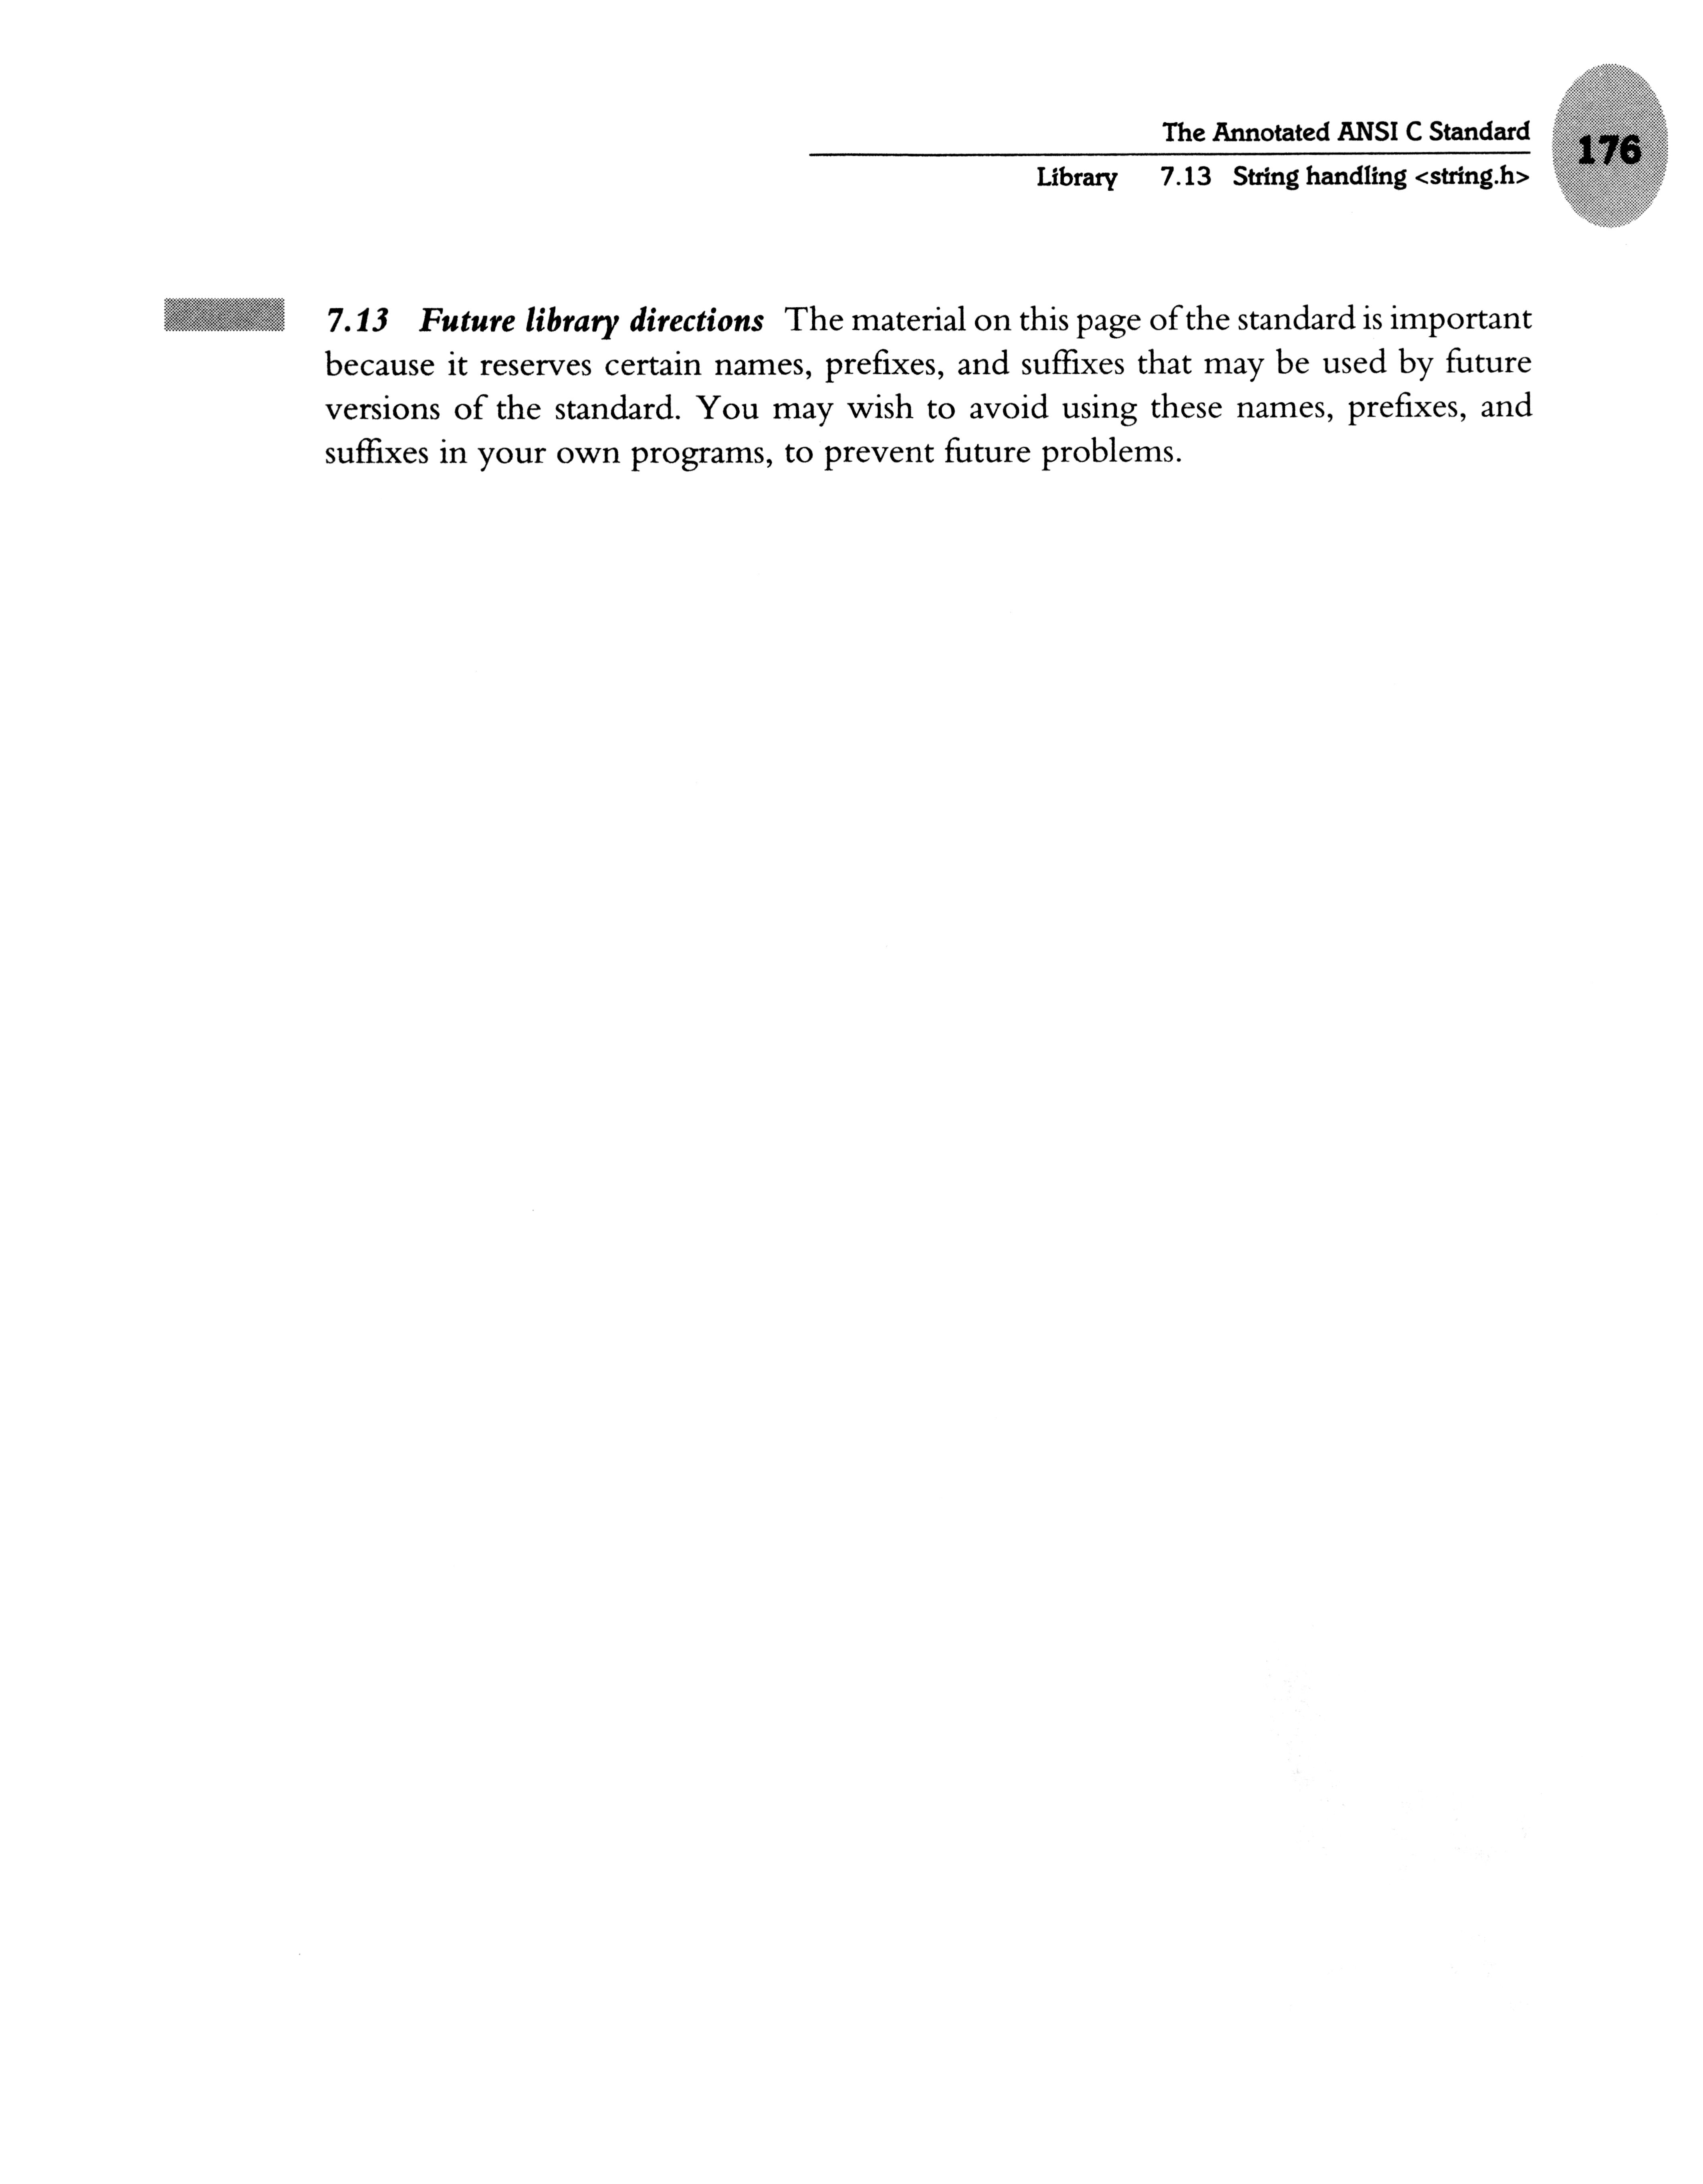 The Annotated ANSI C Standard
176
Library 7.13 String handling <string.h>
7.13 Future library directions The material on this page of the standard is important
because it reserves certain names, prefixes, and suffixes that may be used by future
versions of the standard. You may wish to avoid using these names, prefixes, and
suffixes in your own programs, to prevent future problems.